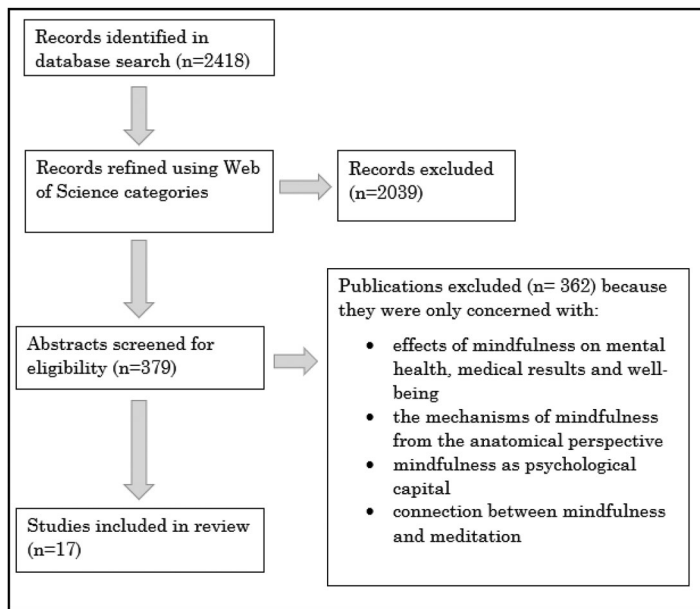 Records identified in
database search (n=2418)
Records refined using Web
of Science categories
Records excluded
(n=2039)
Abstracts screened for
eligibility (n=379)
Publications excluded (n= 362) because
they were only concerned with:
• effects of mindfulness on mental
health, medical results and well-
being
• the mechanisms of mindfulness
from the anatomical perspective
• mindfulness as psychological
capital
• connection between mindfulness
and meditation
Studies included in review
(n=17)